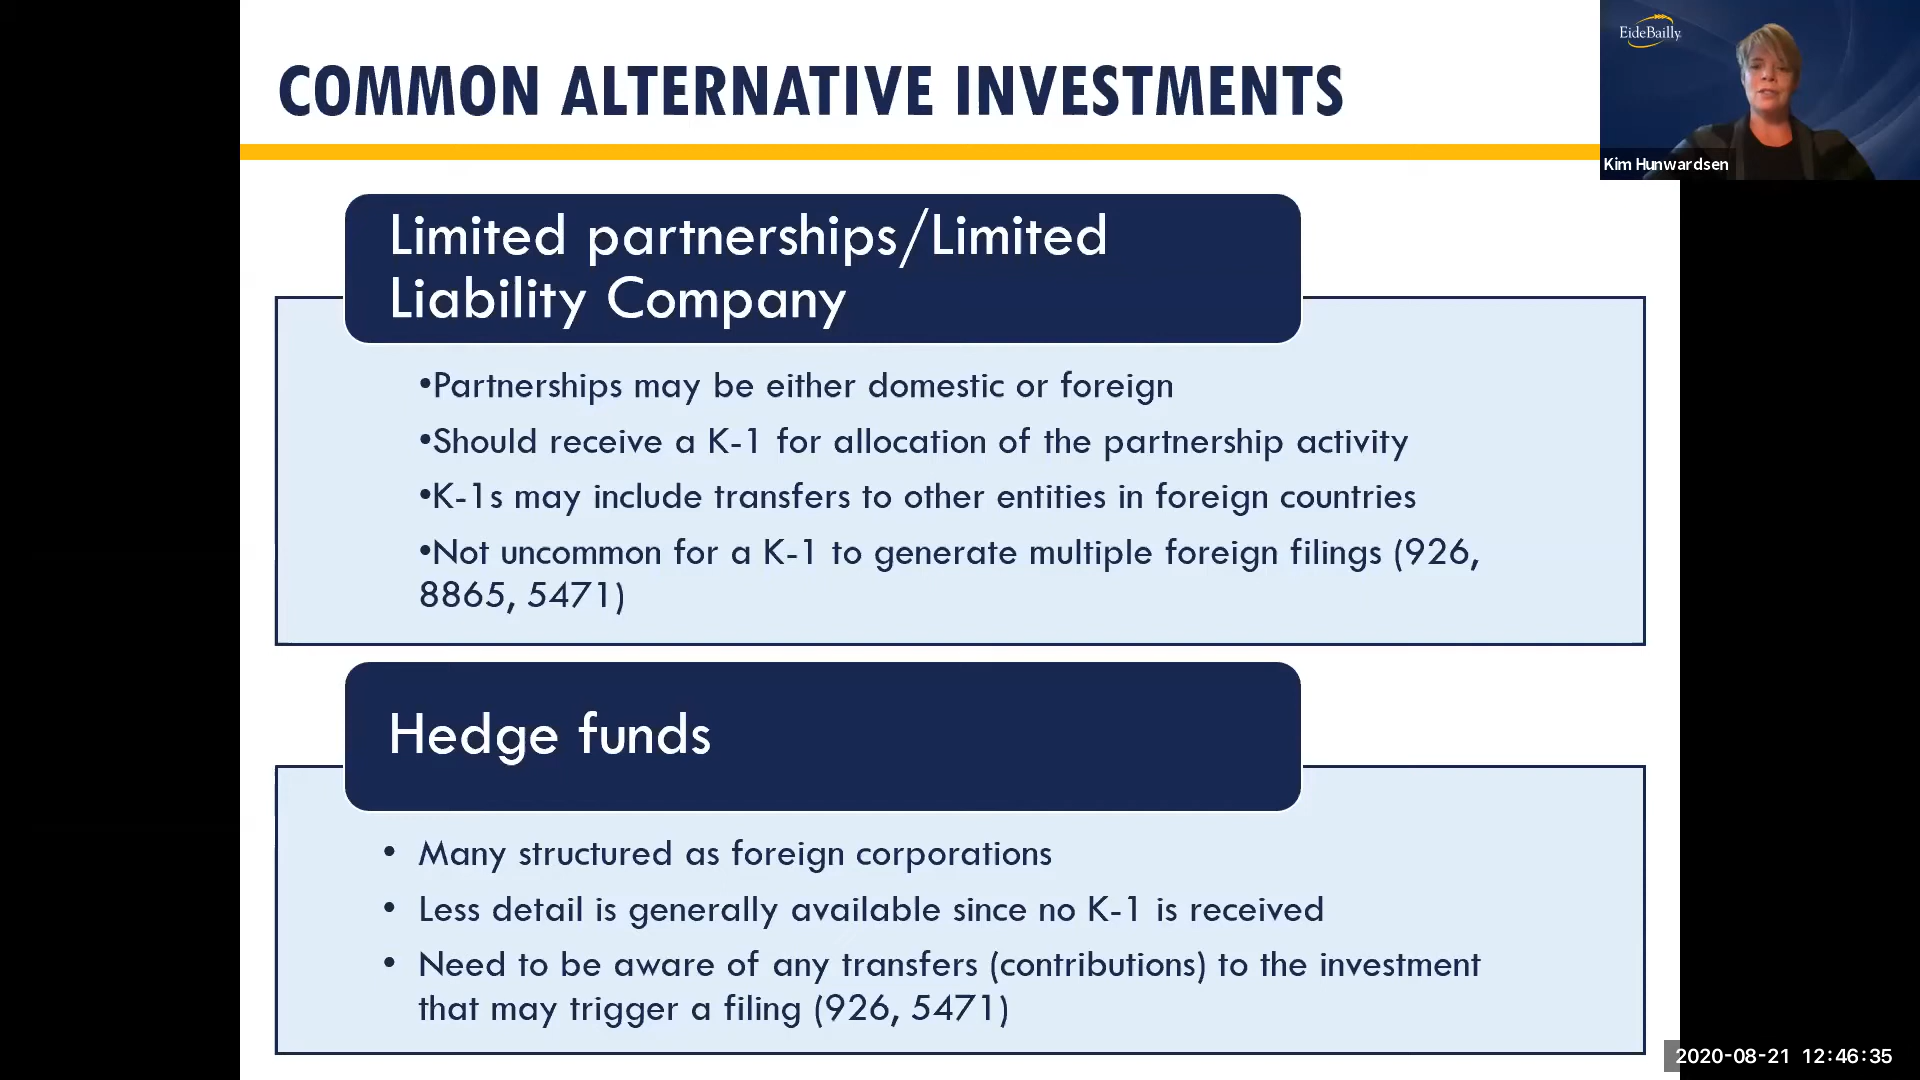 COMMON ALTERNATIVE INVESTMENTS
EideBailly
Kim Hunwardsen
Limited partnerships/Limited
Liability Company
•Partnerships may be either domestic or foreign
•Should receive a K-1 for allocation of the partnership activity
•K-1s may include transfers to other entities in foreign countries
•Not uncommon for a K-1 to generate multiple foreign filings (926,
8865, 5471)
Hedge funds
• Many structured as foreign corporations
• Less detail is generally available since no K-1 is received
• Need to be aware of any transfers (contributions) to the investment
that may trigger a filing (926, 5471)
2020-08-21 12:46:35